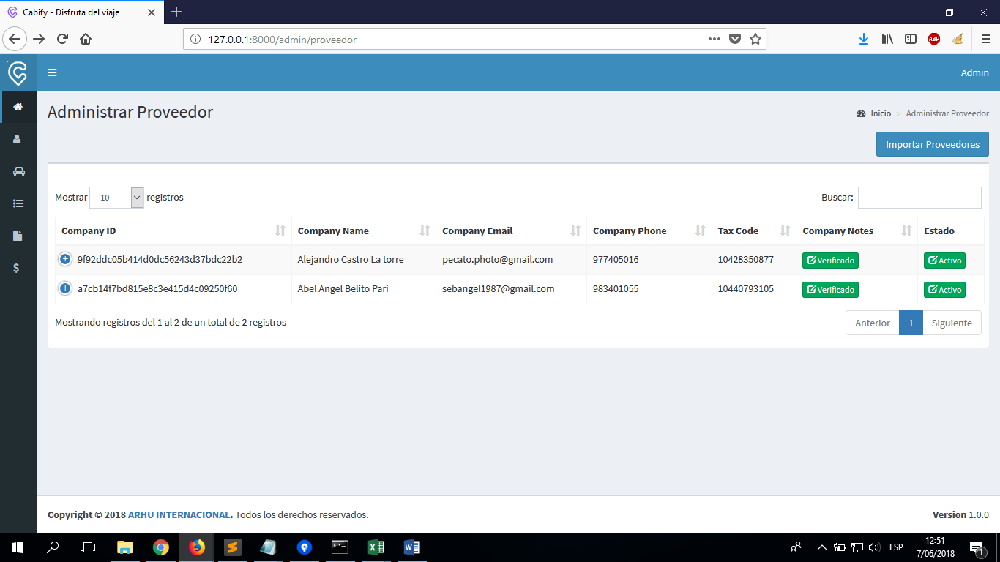 Cabify - Disfruta del viaje
127.0.0.1:8000/admin/proveedor
ABP
Admin
Administrar Proveedor
Inicio > Administrar Proveedor
Importar Proveedores
Mostrar 10 registros
Buscar:
Company ID Company Name Company Email Company Phone Tax Code Company Notes Estado
9f92ddc05b414d0dc56243d37bdc22b2 Alejandro Castro La torre pecato.photo@gmail.com 977405016 10428350877 Verificado Activo
a7cb14f7bd815e8c3e415d4c09250f60 Abel Angel Belito Pari sebangel1987@gmail.com 983401055 10440793105 Verificado Activo
Mostrando registros del 1 al 2 de un total de 2 registros
Anterior 1 Siguiente
Copyright © 2018 ARHU INTERNACIONAL. Todos los derechos reservados.
Version 1.0.0
ESP
12:51
7/06/2018
1